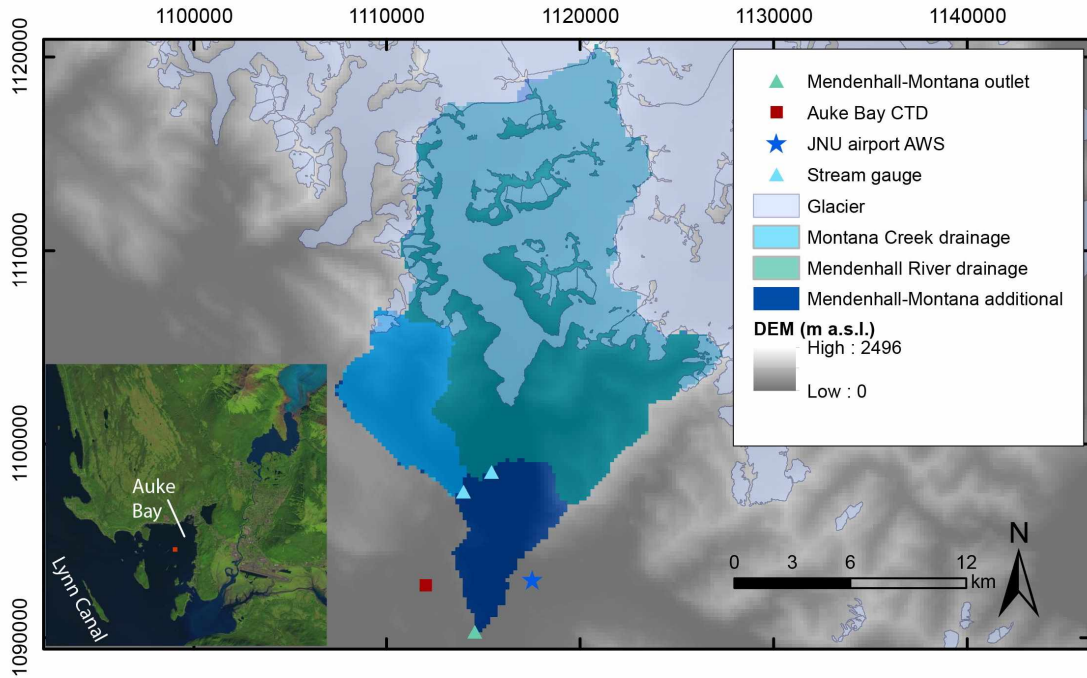 1100000 1110000 1120000 1130000 1140000
1120000
1110000
1100000
1090000
Mendenhall-Montana outlet
Auke Bay CTD
JNU airport AWS
Stream gauge
Glacier
Montana Creek drainage
Mendenhall River drainage
Mendenhall-Montana additional
DEM (m a.s.l.)
High : 2496
Low : 0
Auke
Bay
Lynn Canal
N
0 3 6 12
km